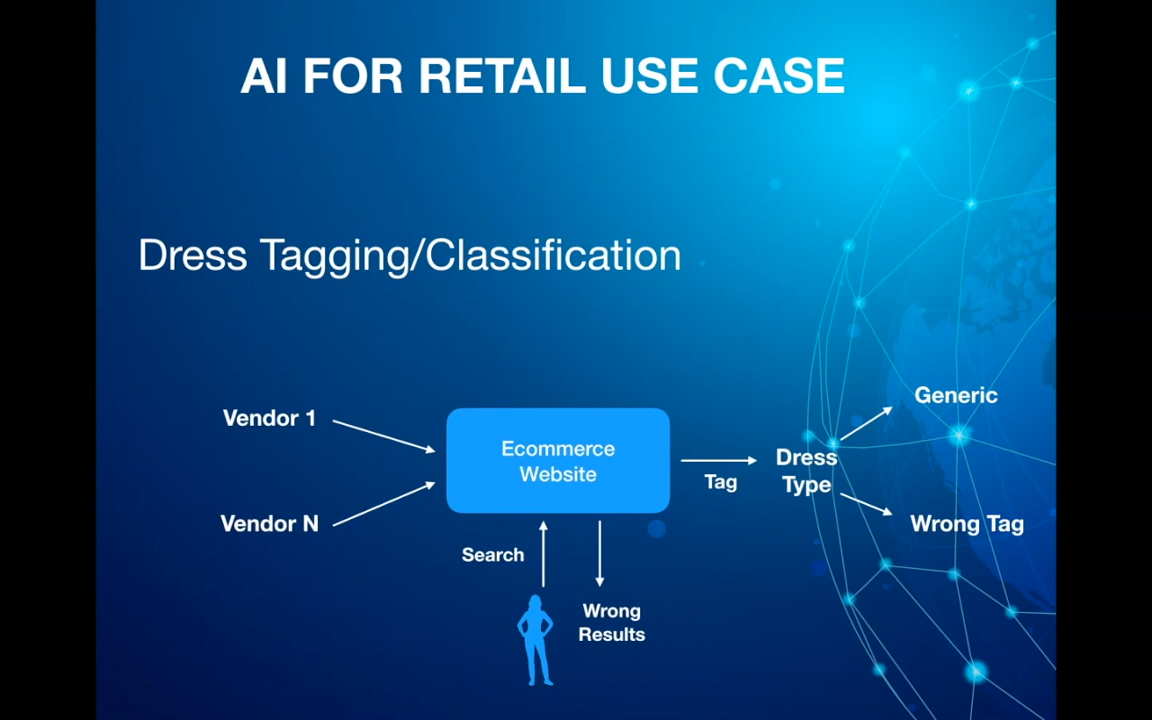 AI FOR RETAIL USE CASE
Dress Tagging/Classification
Vendor 1
Vendor N
Ecommerce
Website
Tag
Dress
Type
Generic
Wrong Tag
Search
Wrong
Results